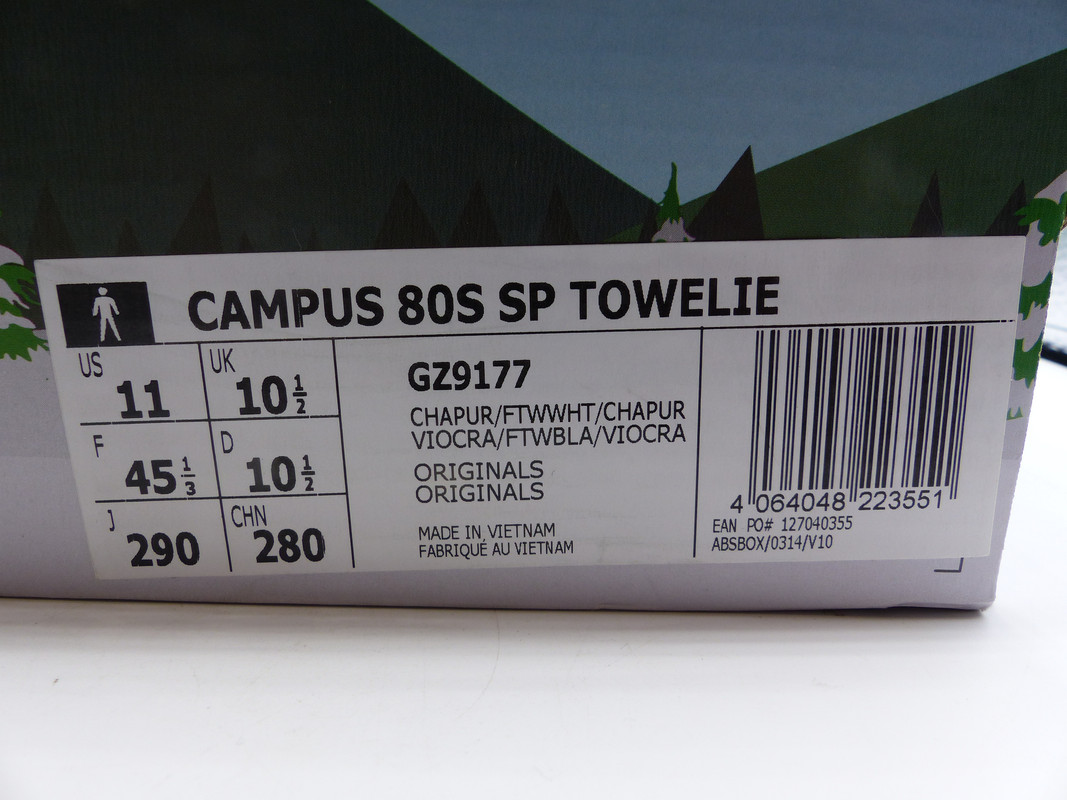 CAMPUS 80S SP TOWELIE
US 11 UK 10 1/2
F 45 1/3 D 10 1/2
J 290 CHN 280
GZ9177
CHAPUR/FTWWHT/CHAPUR
VIOCRA/FTWBLA/VIOCRA
ORIGINALS
ORIGINALS
MADE IN VIETNAM
FABRIQUÉ AU VIETNAM
4 064048 223551
EAN PO# 127040355
ABSBOX/0314/V10